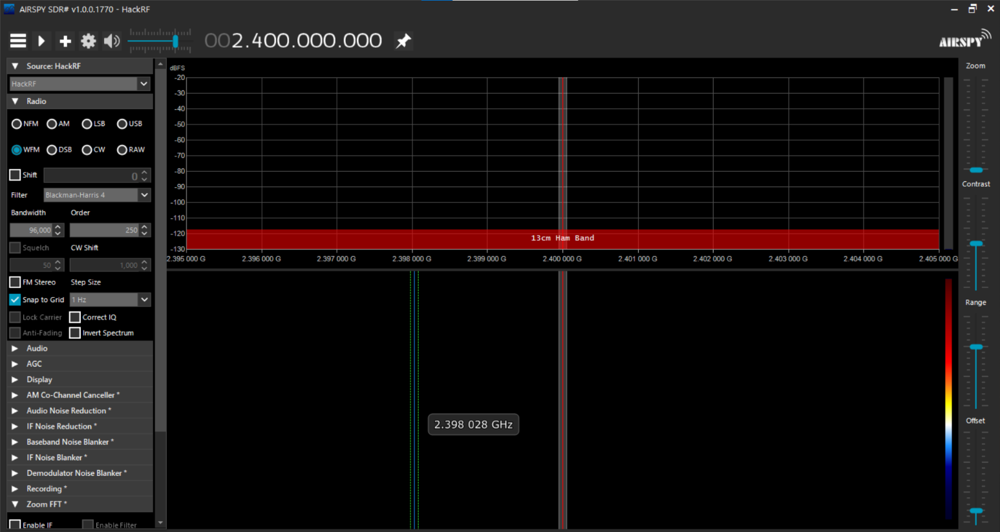 AIRSPY SDR# v1.0.0.1770 - HackRF
002.400.000.000
AIRSPY
Source: HackRF
HackRF
Radio
NFM AM LSB USB
WFM DSB CW RAW
Shift 0
Filter Blackman-Harris 4
Bandwidth Order
96,000 250
Squelch CW Shift
50 1,000
FM Stereo Step Size
Snap to Grid 1 Hz
Lock Carrier Correct IQ
Anti-Fading Invert Spectrum
Audio
AGC
Display
AM Co-Channel Canceller *
Audio Noise Reduction *
IF Noise Reduction *
Baseband Noise Blanker *
IF Noise Blanker *
Demodulator Noise Blanker *
Recording *
Zoom FFT *
Enable IF Enable Filter
dBFS
-20
-30
-40
-50
-60
-70
-80
-90
-100
-110
-120
-130
13cm Ham Band
2.395 000 G 2.396 000 G 2.397 000 G 2.398 000 G 2.399 000 G 2.400 000 G 2.401 000 G 2.402 000 G 2.403 000 G 2.404 000 G 2.405 000 G
2.398 028 GHz
Zoom
Contrast
Range
Offset